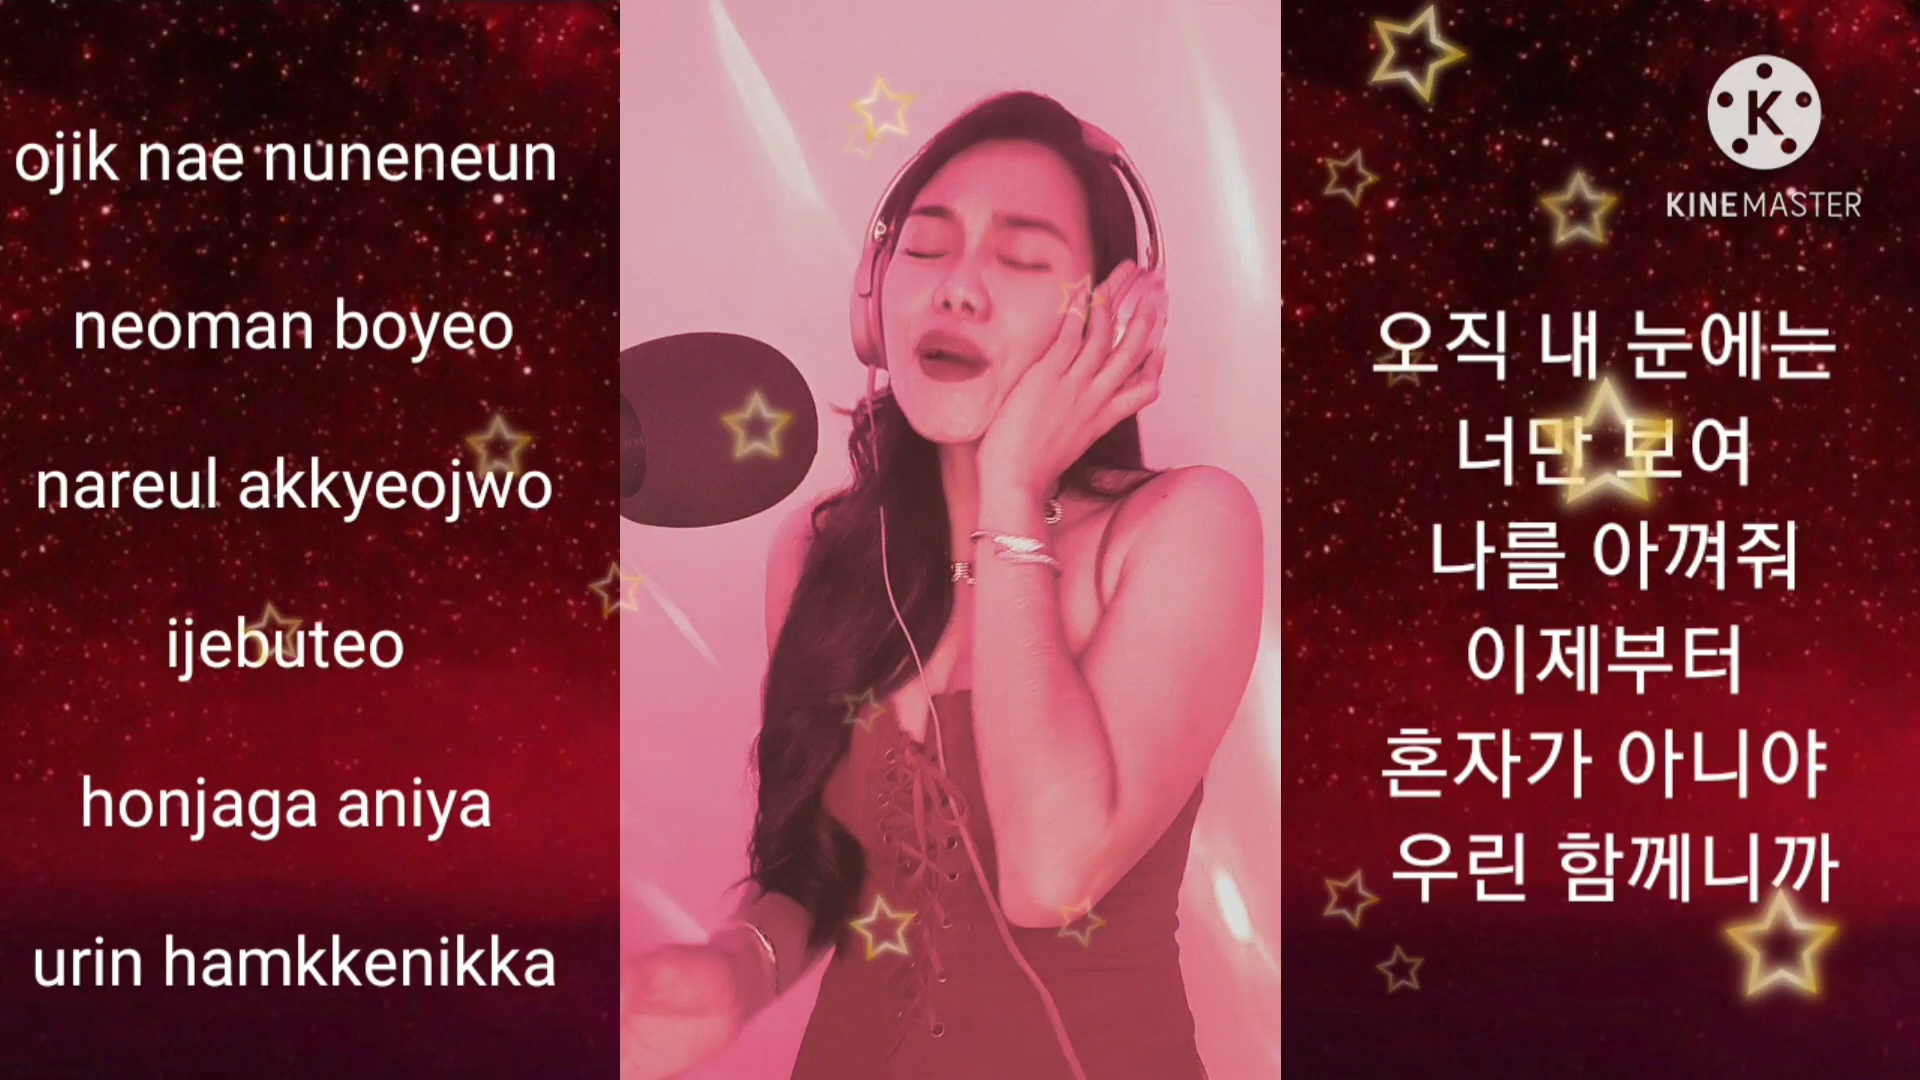 ojik nae nuneneun
neoman boyeo
nareul akkyeojwo
ijebuteo
honjaga aniya
urin hamkkenikka
K
KINEMASTER
오직 내 눈에는
너만 보여
나를 아껴줘
이제부터
혼자가 아니야
우린 함께니까